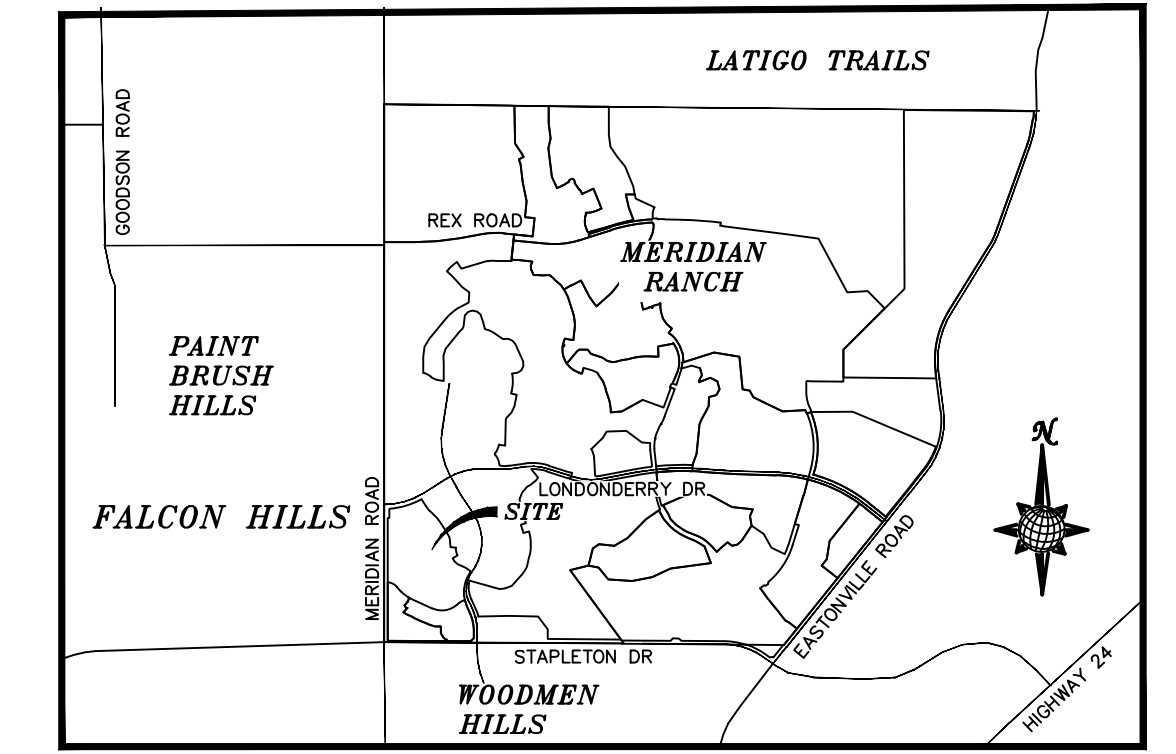 LATIGO TRAILS
GOODSON ROAD
REX ROAD
MERIDIAN
RANCH
PAINT
BRUSH
HILLS
N
FALCON HILLS
MERIDIAN ROAD
LONDONDERRY DR
SITE
EASTONVILLE ROAD
STAPLETON DR
HIGHWAY 24
WOODMEN
HILLS